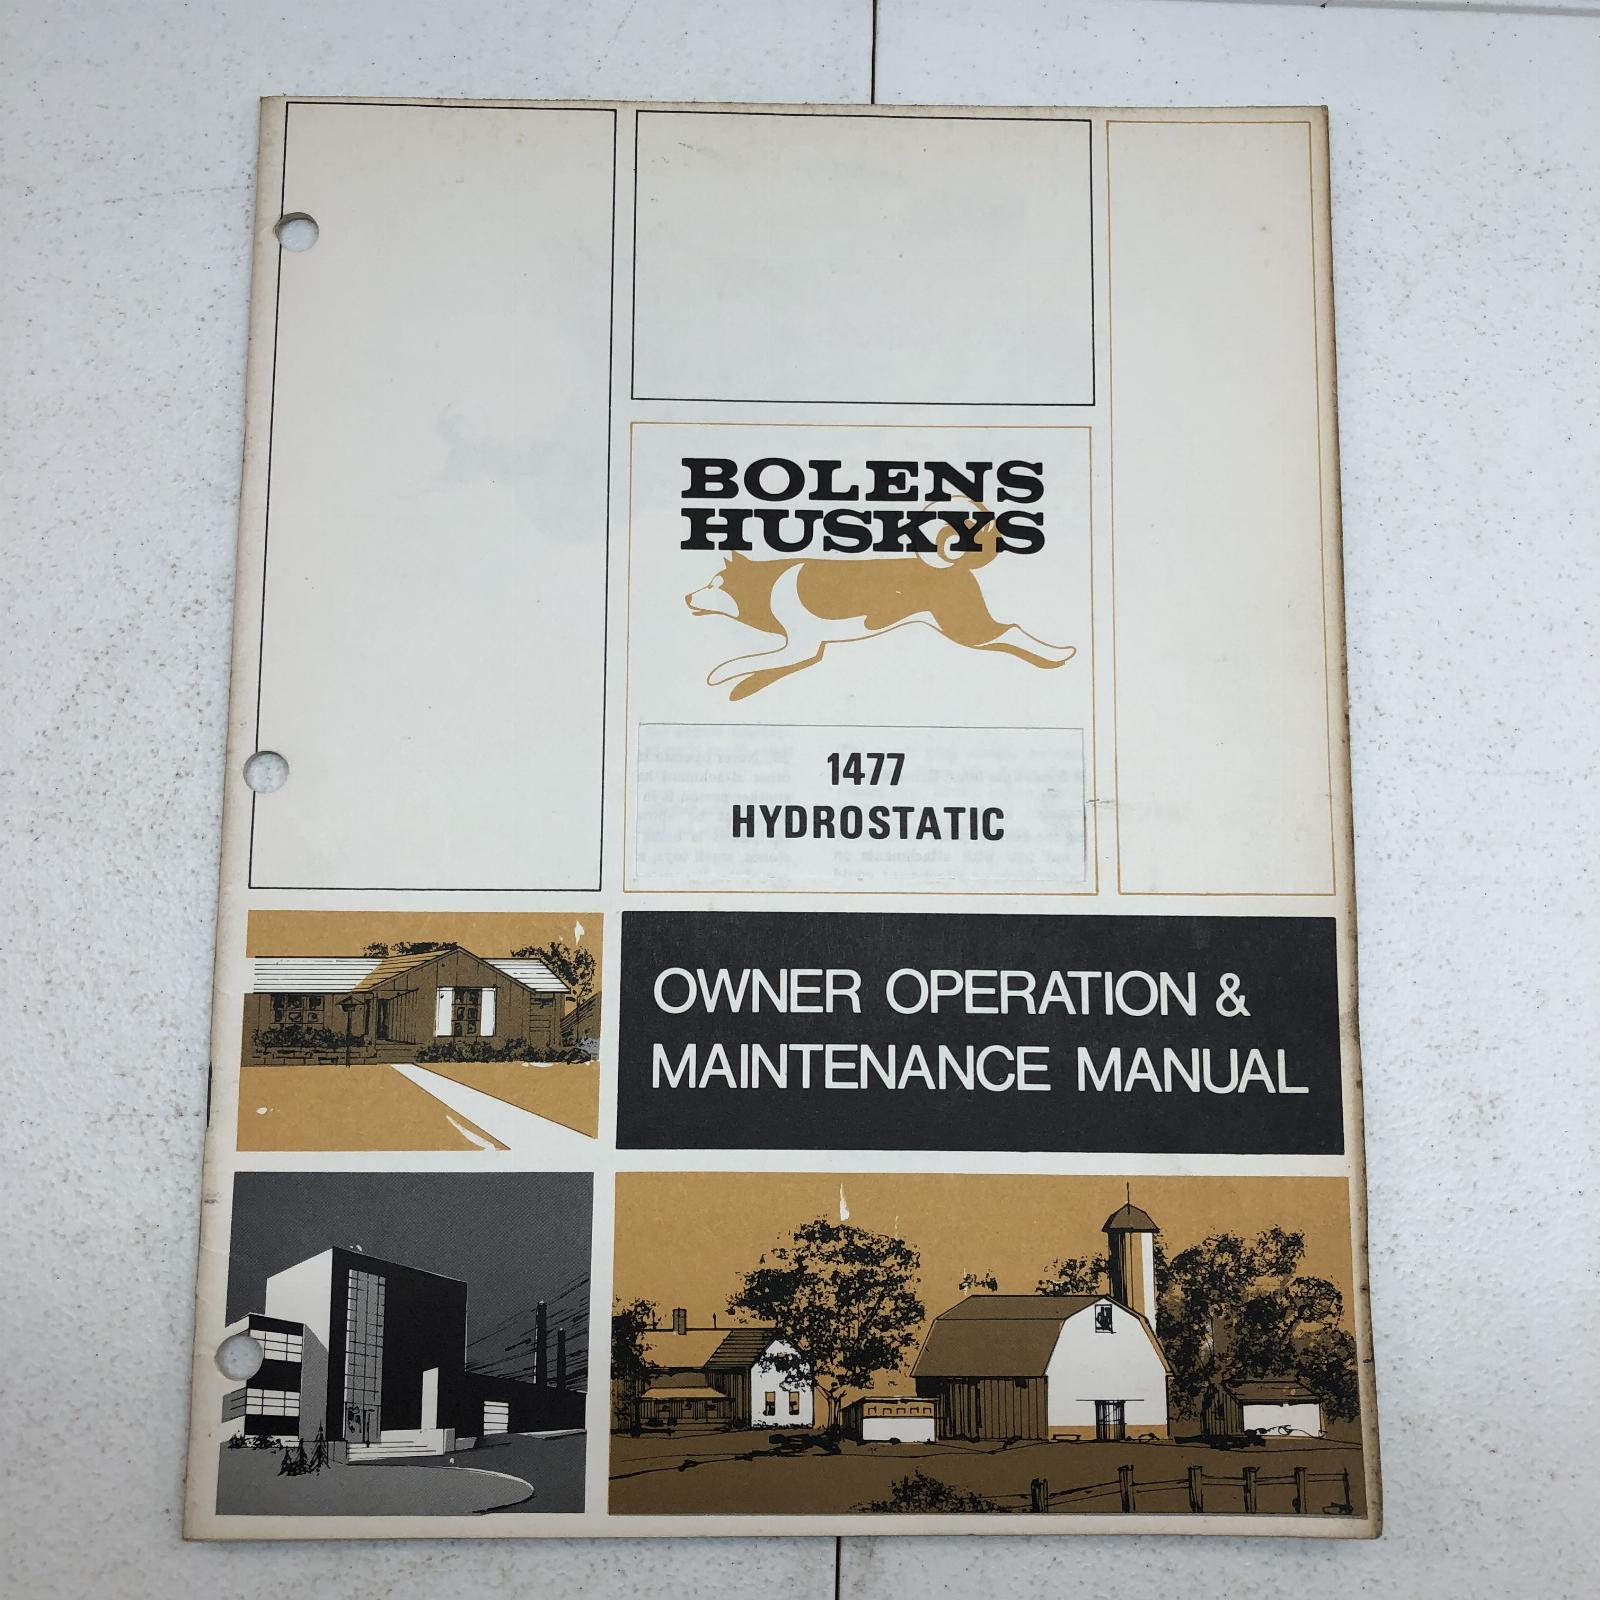 BOLENS
HUSKYS
1477
HYDROSTATIC
OWNER OPERATION &
MAINTENANCE MANUAL